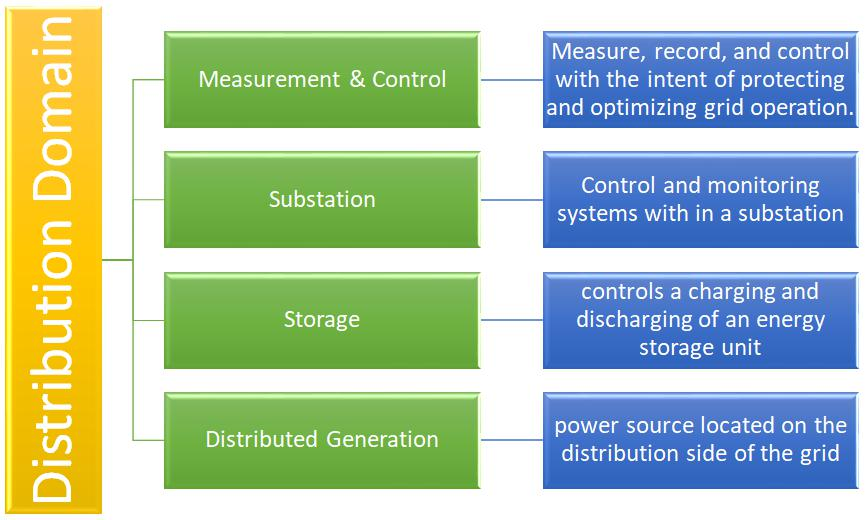 Distribution Domain
Measurement & Control
Measure, record, and control
with the intent of protecting
and optimizing grid operation.
Substation
Control and monitoring
systems with in a substation
Storage
controls a charging and
discharging of an energy
storage unit
Distributed Generation
power source located on the
distribution side of the grid